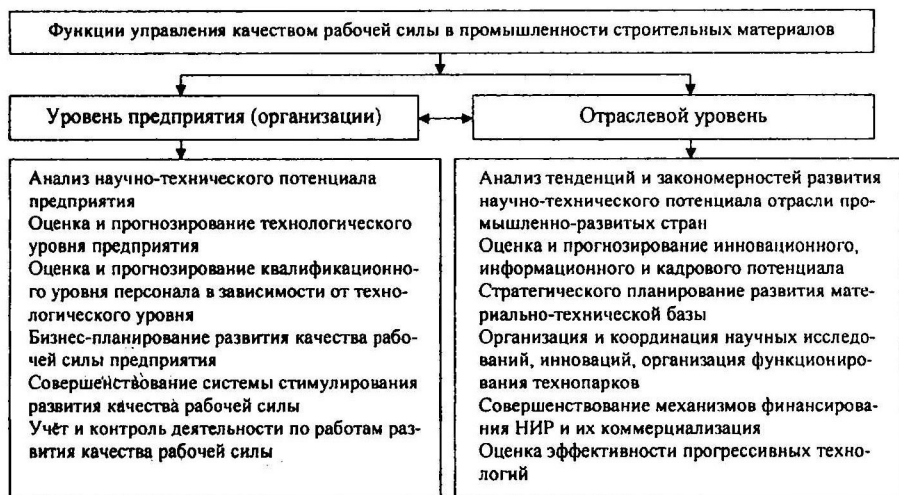 Функции управления качеством рабочей силы в промышленности строительных материалов
Уровень предприятия (организации)
Отраслевой уровень
Анализ научно-технического потенциала
предприятия
Оценка и прогнозирование технологического
уровня предприятия
Оценка и прогнозирование квалификационно-
го уровня персонала в зависимости от техно-
логического уровня
Бизнес-планирование развития качества рабо-
чей силы предприятия
Совершенствование системы стимулирования
развития качества рабочей силы
Учёт и контроль деятельности по работам раз-
вития качества рабочей силы
Анализ тенденций и закономерностей развития
научно-технического потенциала отрасли про-
мышленно-развитых стран
Оценка и прогнозирование инновационного,
информационного и кадрового потенциала
Стратегического планирование развития мате-
риально-технической базы
Организация и координация научных исследо-
ваний, инноваций, организация функциониро-
вания технопарков
Совершенствование механизмов финансирова-
ния НИР и их коммерциализация
Оценка эффективности прогрессивных техно-
логий